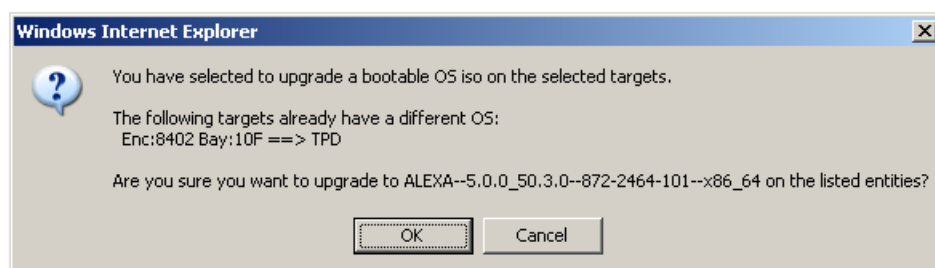 Windows Internet Explorer
You have selected to upgrade a bootable OS iso on the selected targets.
The following targets already have a different OS:
Enc:8402 Bay:10F ==> TPD
Are you sure you want to upgrade to ALEXA--5.0.0_50.3.0--872-2464-101--x86_64 on the listed entities?
OK
Cancel